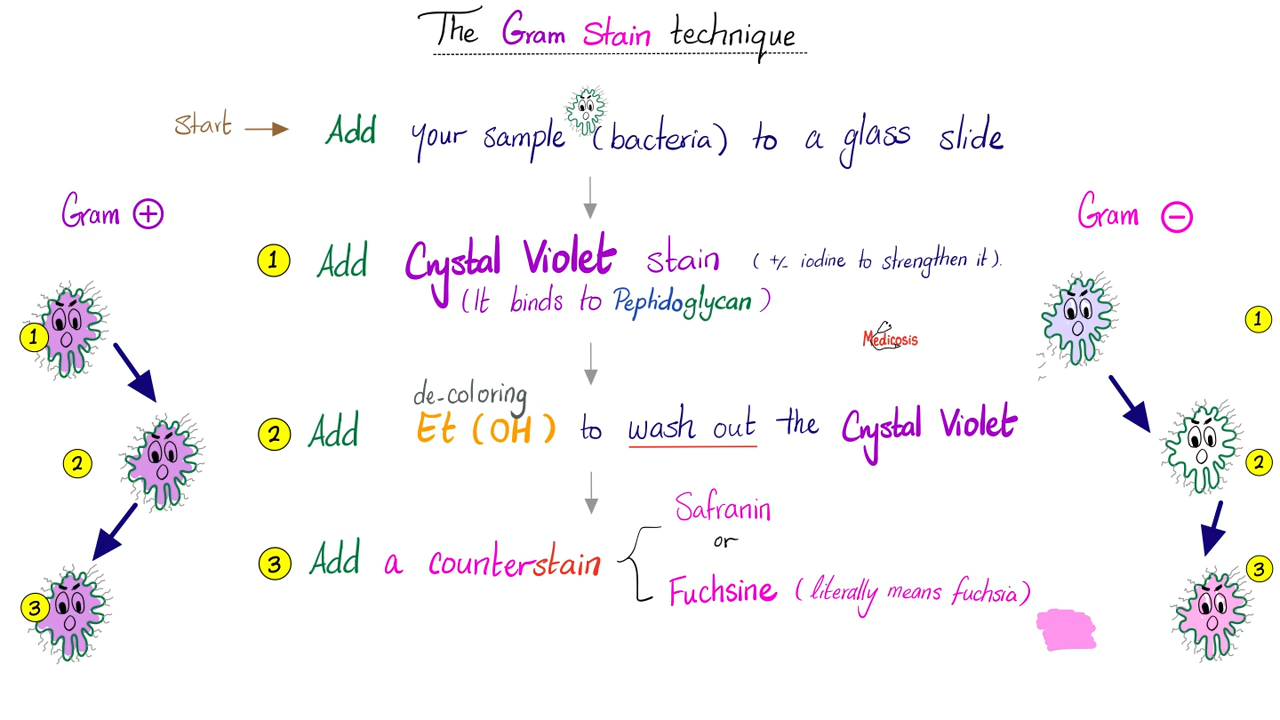 The Gram Stain technique
Start → Add your sample (bacteria) to a glass slide
Gram ⊕
Gram ⊖
1 Add Crystal Violet stain (+/- iodine to strengthen it).
(It binds to Pephidoglycan)
1
1
Medicosis
de-coloring
2 Add Et(OH) to wash out the Crystal Violet
2
2
Safranin
or
3 Add a counterstain
Fuchsine (literally means fuchsia)
3
3